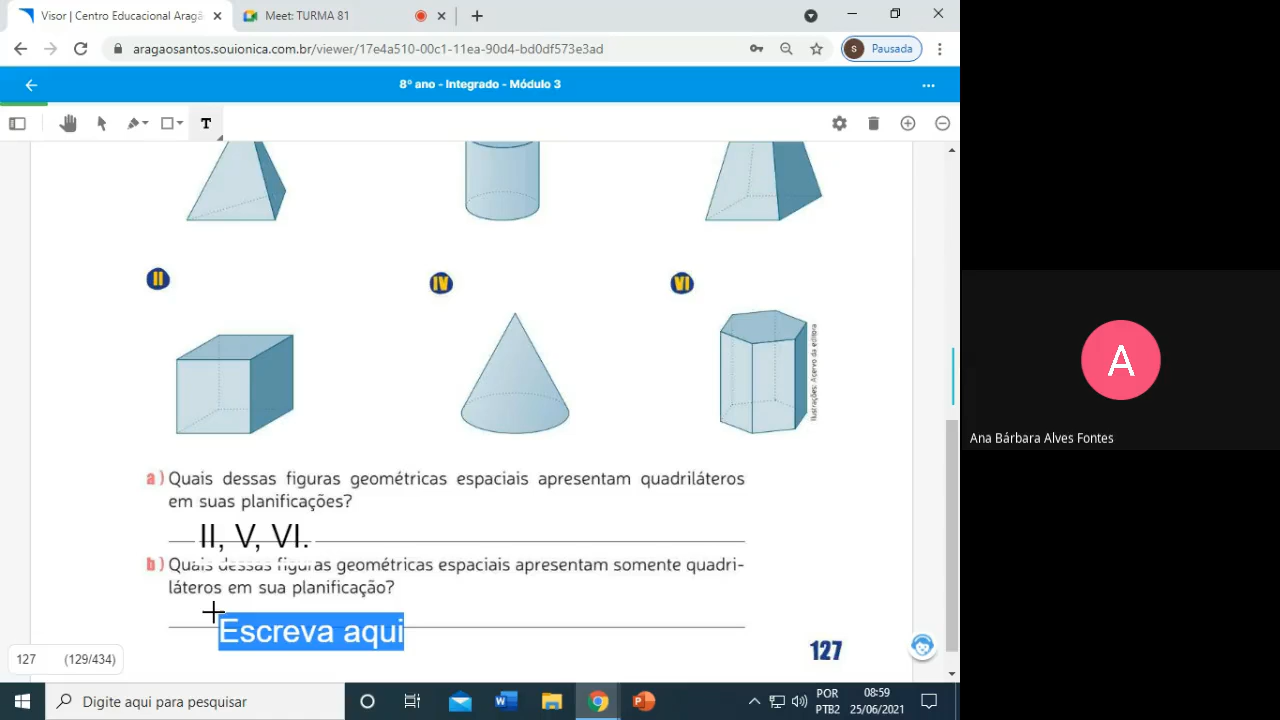 Visor | Centro Educacional Aragã
Meet: TURMA 81
aragaosantos.souionica.com.br/viewer/17e4a510-00c1-11ea-90d4-bd0df573e3ad
S
Pausada
8º ano - Integrado - Módulo 3
T
II
IV
VI
Ilustrações: Acervo da editora
a) Quais dessas figuras geométricas espaciais apresentam quadriláteros
em suas planificações?
II, V, VI.
b) Quais dessas figuras geométricas espaciais apresentam somente quadri-
láteros em sua planificação?
Escreva aqui
127
127 (129/434)
A
Ana Bárbara Alves Fontes
Digite aqui para pesquisar
POR
PTB2
08:59
25/06/2021